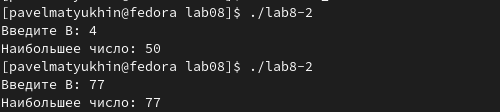 [pavelmatyukhin@fedora lab08]$ ./lab8-2
Введите B: 4
Наибольшее число: 50
[pavelmatyukhin@fedora lab08]$ ./lab8-2
Введите B: 77
Наибольшее число: 77